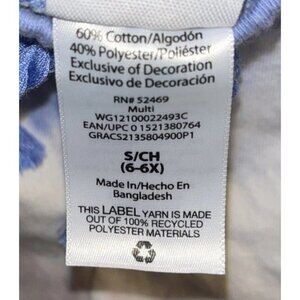 60% Cotton/Algodón
40% Polyester/Poliéster
Exclusive of Decoration
Exclusivo de Decoración
RN# 52469
Multi
WG12100022493C
EAN/UPC 0 1521380764
GRACS2135804900P1
S/CH
(6-6X)
Made In/Hecho En
Bangladesh
THIS LABEL YARN IS MADE
OUT OF 100% RECYCLED
POLYESTER MATERIALS